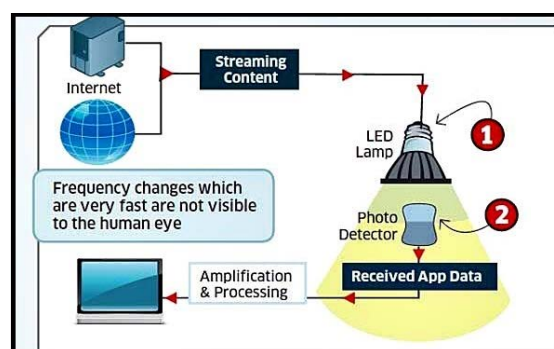 Streaming
Content
Internet
LED
Lamp
1
Frequency changes which
are very fast are not visible
to the human eye
Photo
Detector
2
Amplification
& Processing
Received App Data